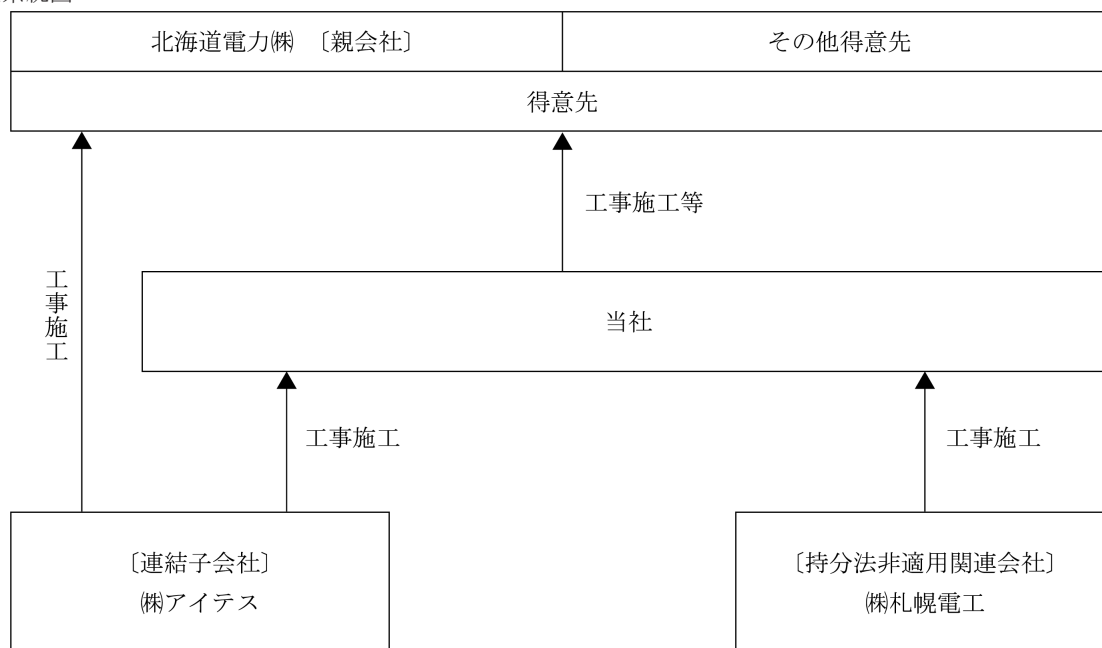 北海道電力㈱ 〔親会社〕
その他得意先
得意先
工事施工等
工事施工
当社
工事施工
工事施工
〔連結子会社〕
㈱アイテス
〔持分法非適用関連会社〕
㈱札幌電工